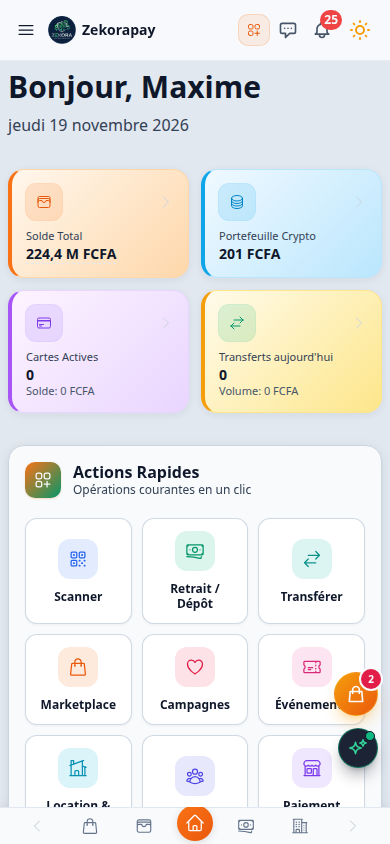 Zekorapay
25
Bonjour, Maxime
jeudi 19 novembre 2026
Solde Total
224,4 M FCFA
Portefeuille Crypto
201 FCFA
Cartes Actives
0
Solde: 0 FCFA
Transferts aujourd'hui
0
Volume: 0 FCFA
Actions Rapides
Opérations courantes en un clic
Scanner
Retrait /
Dépôt
Transférer
Marketplace
Campagnes
Événemen
2
Location &
Paiement